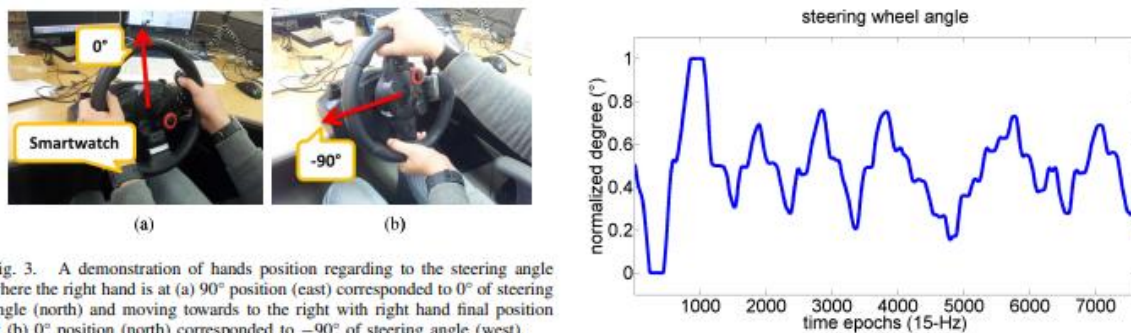 0°
Smartwatch
-90°
(a)
(b)
ig. 3. A demonstration of hands position regarding to the steering angle
here the right hand is at (a) 90° position (east) corresponded to 0° of steering
ngle (north) and moving towards to the right with right hand final position
(b) 0° position (north) corresponded to −90° of steering angle (west).
steering wheel angle
normalized degree (°)
1
0.8
0.6
0.4
0.2
0
1000 2000 3000 4000 5000 6000 7000
time epochs (15-Hz)